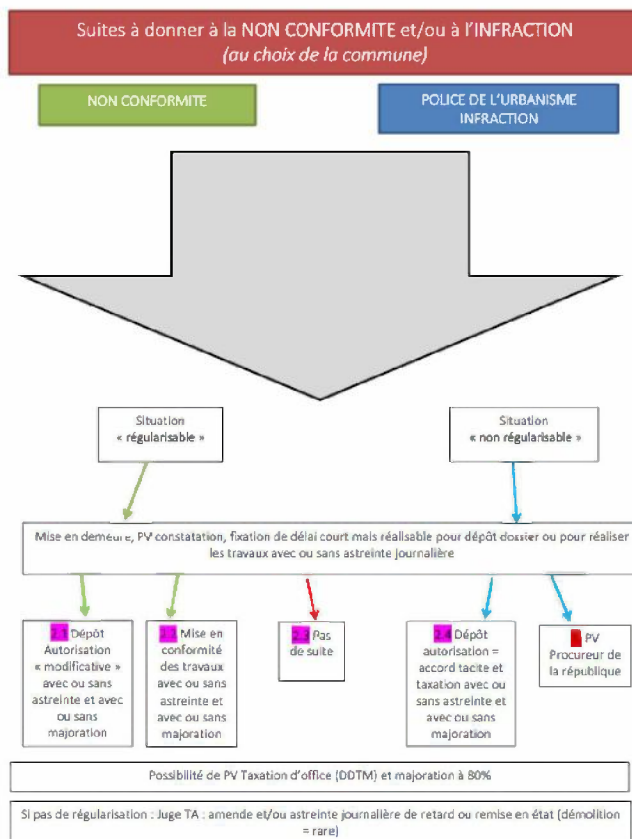 Suites à donner à la NON CONFORMITE et/ou à l'INFRACTION
(au choix de la commune)
NON CONFORMITE
POLICE DE L'URBANISME
INFRACTION
Situation
« régularisable »
Situation
« non régularisable »
Mise en demeure, PV constatation, fixation de délai court mais réalisable pour dépôt dossier ou pour réaliser
les travaux avec ou sans astreinte journalière
2.1 Dépôt
Autorisation
« modificative »
avec ou sans
astreinte et avec
ou sans
majoration
2.2 Mise en
conformité
des travaux
avec ou sans
astreinte et
avec ou sans
majoration
2.3 Pas
de suite
2.4 Dépôt
autorisation =
accord tacite et
taxation avec ou
sans astreinte et
avec ou sans
majoration
PV
Procureur de
la république
Possibilité de PV Taxation d'office (DDTM) et majoration à 80%
Si pas de régularisation : Juge TA : amende et/ou astreinte journalière de retard ou remise en état (démolition
= rare)